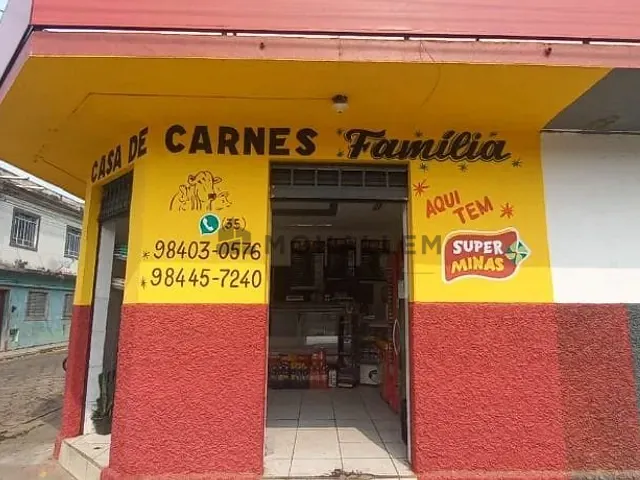 CASA DE CARNES Família
(35)
98403-0576
98445-7240
AQUI
TEM
SUPER
MINAS